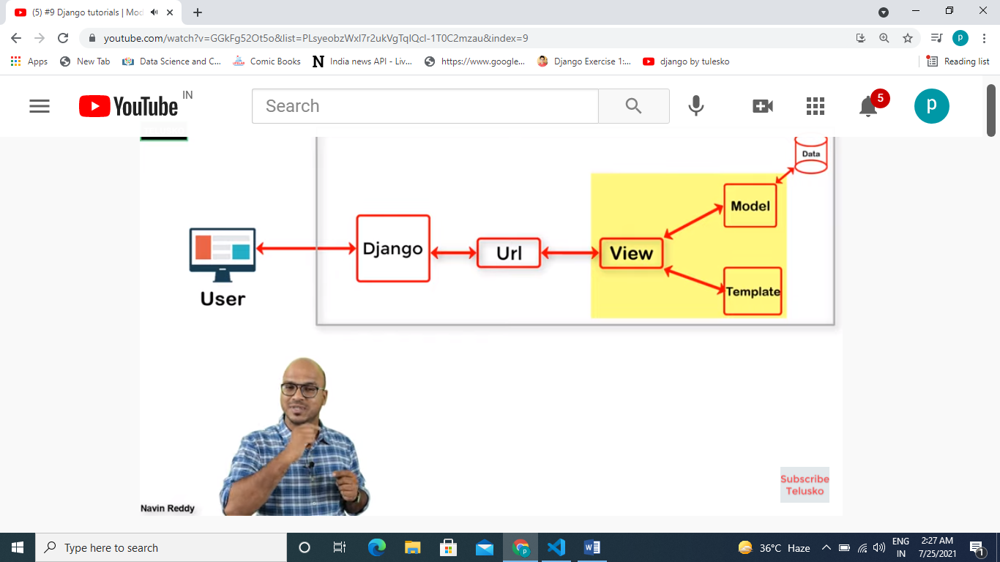 (5) #9 Django tutorials | Mod
youtube.com/watch?v=GGkFg52Ot5o&list=PLsyeobzWxl7r2ukVgTqIQcl-1T0C2mzau&index=9
p
Apps
New Tab
Data Science and C...
Comic Books
N
India news API - Liv...
https://www.google...
Django Exercise 1:...
django by tulesko
Reading list
YouTube IN
Search
5
p
Data
Model
Django
Url
View
Template
User
Subscribe
Telusko
Navin Reddy
Type here to search
36°C Haze
ENG
IN
2:27 AM
7/25/2021
1